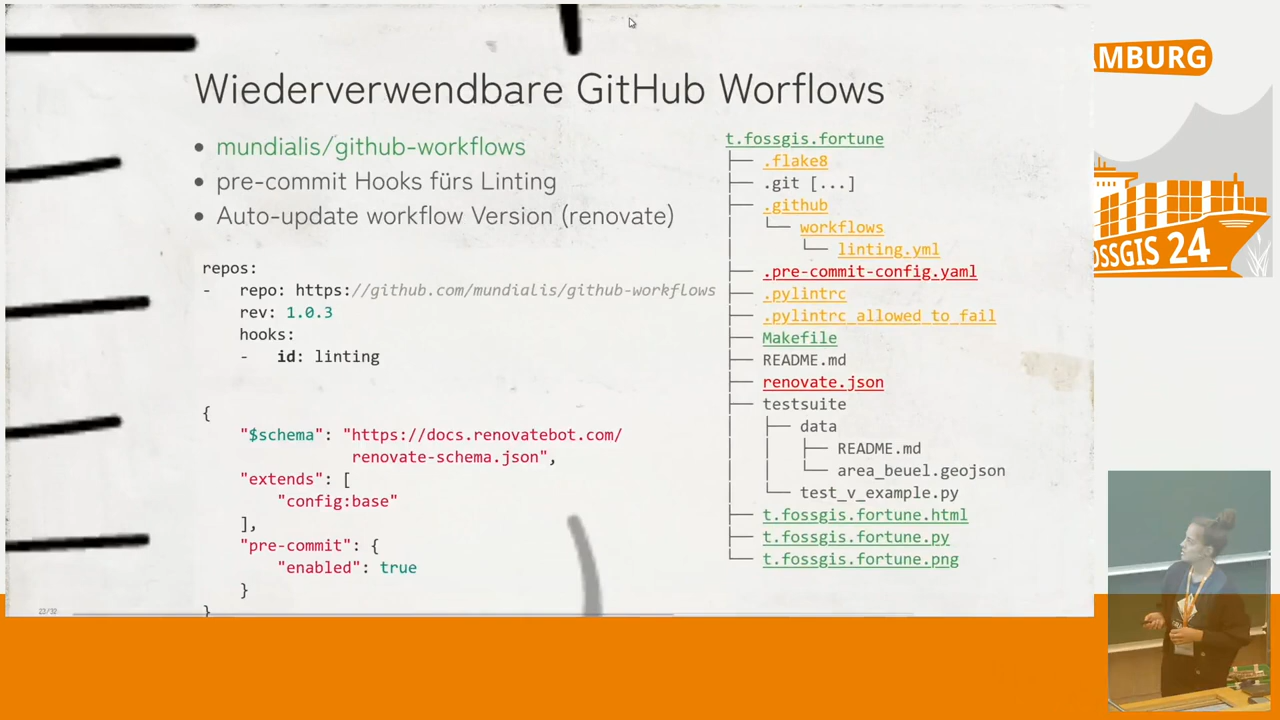 Wiederverwendbare GitHub Worflows
mundialis/github-workflows
pre-commit Hooks fürs Linting
Auto-update workflow Version (renovate)
repos:
- repo: https://github.com/mundialis/github-workflows
rev: 1.0.3
hooks:
- id: linting
{
"$schema": "https://docs.renovatebot.com/
renovate-schema.json",
"extends": [
"config:base"
],
"pre-commit": {
"enabled": true
}
}
23/32
t.fossgis.fortune
.flake8
.git [...]
.github
workflows
linting.yml
.pre-commit-config.yaml
.pylintrc
.pylintrc_allowed_to_fail
Makefile
README.md
renovate.json
testsuite
data
README.md
area_beuel.geojson
test_v_example.py
t.fossgis.fortune.html
t.fossgis.fortune.py
t.fossgis.fortune.png
AMBURG
OSSGIS 24